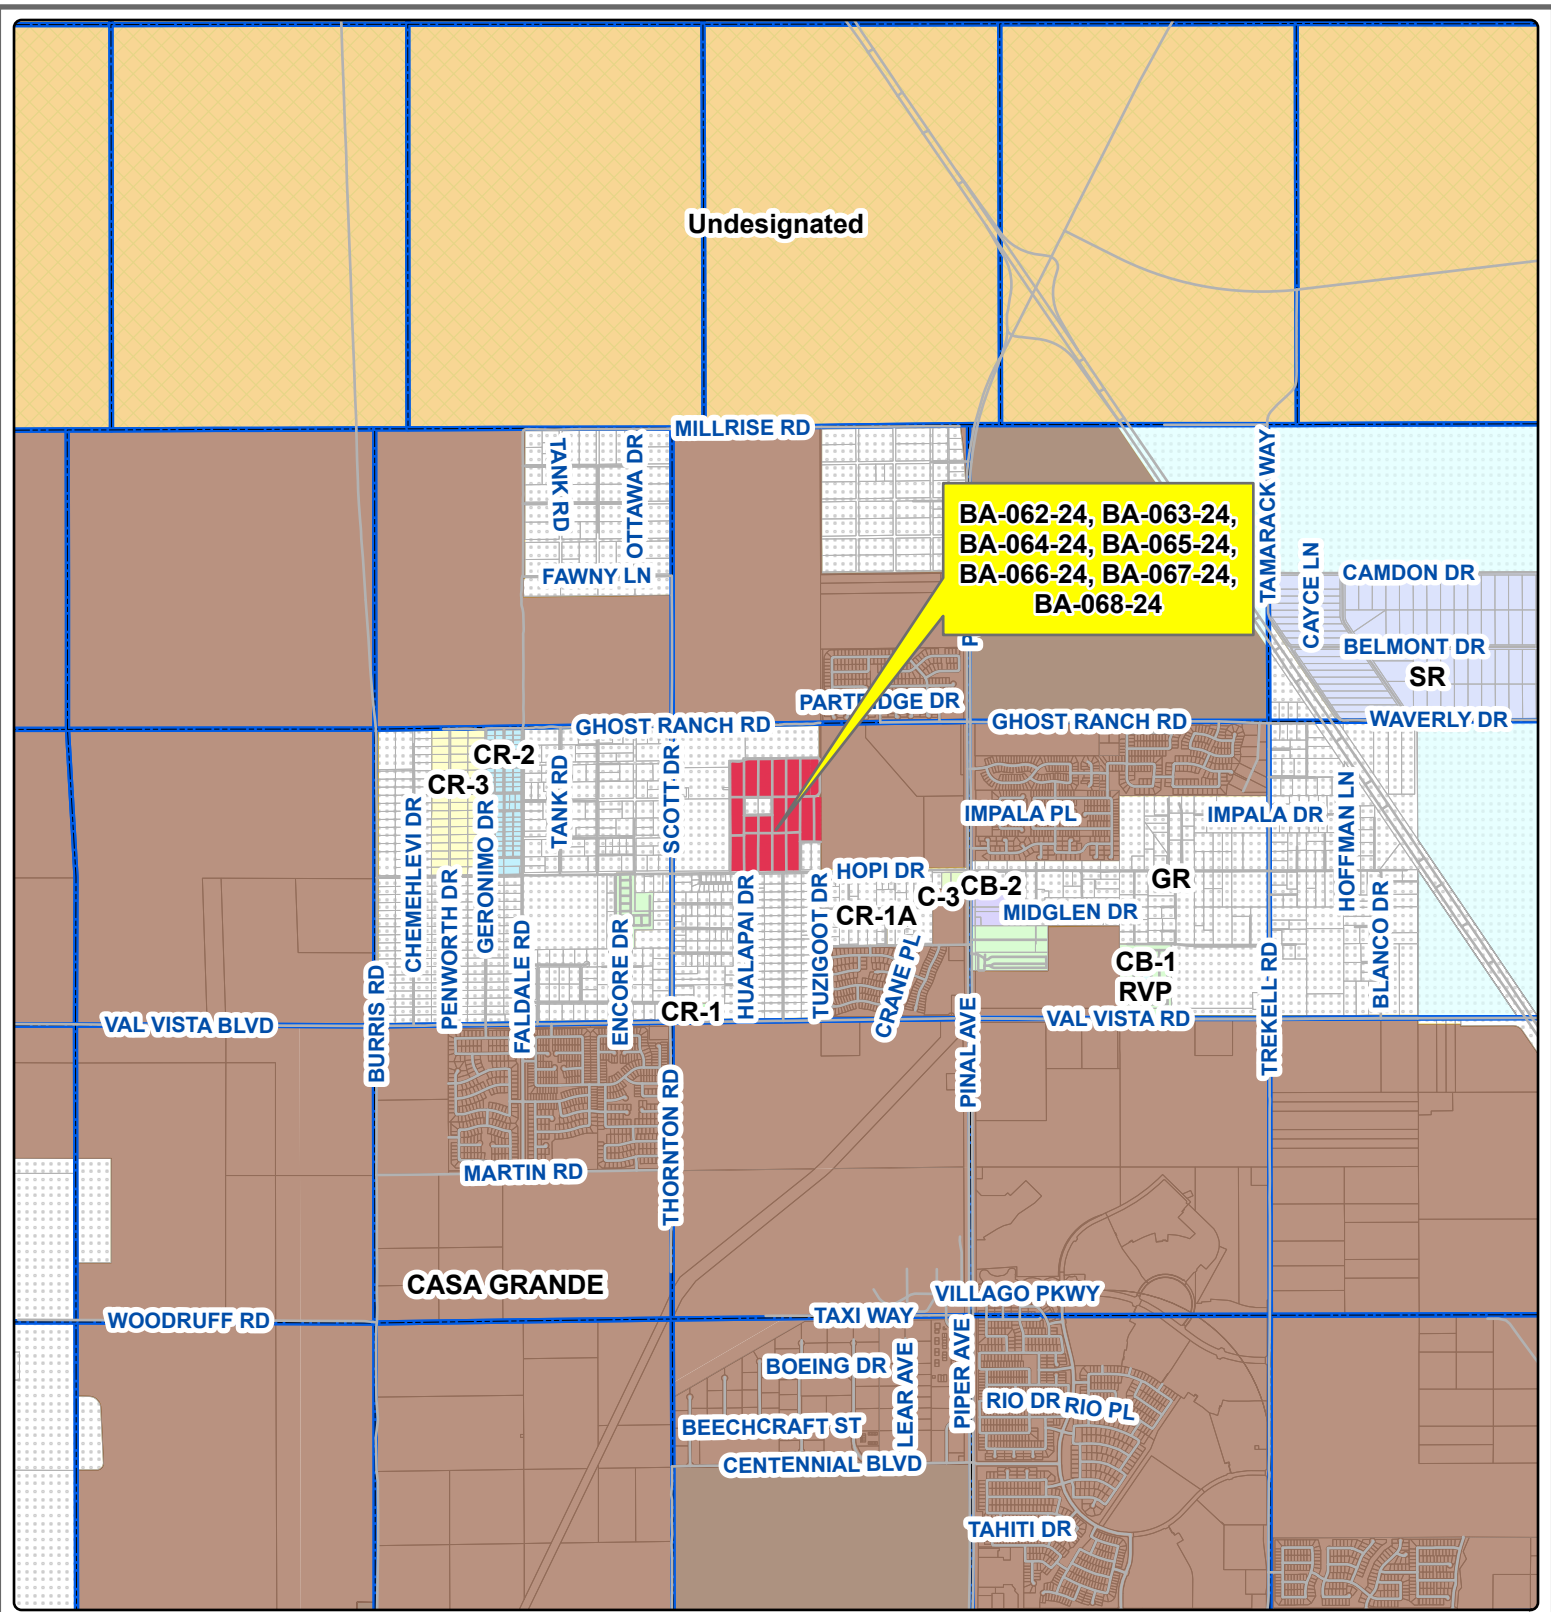 Undesignated
MILLRISE RD
TANK RD
OTTAWA DR
FAWNY LN
BA-062-24, BA-063-24,
BA-064-24, BA-065-24,
BA-066-24, BA-067-24,
BA-068-24
TAMARACK WAY
CAYCE LN
CAMDON DR
BELMONT DR
SR
WAVERLY DR
PARTRIDGE DR
GHOST RANCH RD
GHOST RANCH RD
CR-2
CR-3
TANK RD
SCOTT DR
CHEMEHLEVI DR
GERONIMO DR
PENWORTH DR
FALDALE RD
ENCORE DR
HUALAPAI DR
TUZIGOOT DR
HOPI DR
CR-1A
C-3
CB-2
CRANE PL
IMPALA PL
IMPALA DR
HOFFMAN LN
GR
MIDGLEN DR
CB-1
RVP
BLANCO DR
CR-1
VAL VISTA BLVD
VAL VISTA RD
BURRIS RD
PINAL AVE
TREKELL RD
THORNTON RD
MARTIN RD
CASA GRANDE
WOODRUFF RD
TAXI WAY
VILLAGO PKWY
BOEING DR
LEAR AVE
PIPER AVE
RIO DR
RIO PL
BEECHCRAFT ST
CENTENNIAL BLVD
TAHITI DR